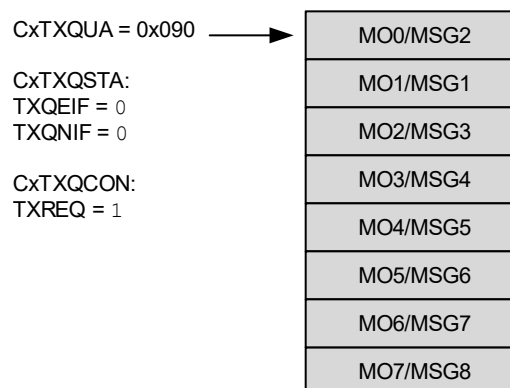 CxTXQUA = 0x090
CxTXQSTA:
TXQEIF = 0
TXQNIF = 0
CxTXQCON:
TXREQ = 1
MO0/MSG2
MO1/MSG1
MO2/MSG3
MO3/MSG4
MO4/MSG5
MO5/MSG6
MO6/MSG7
MO7/MSG8